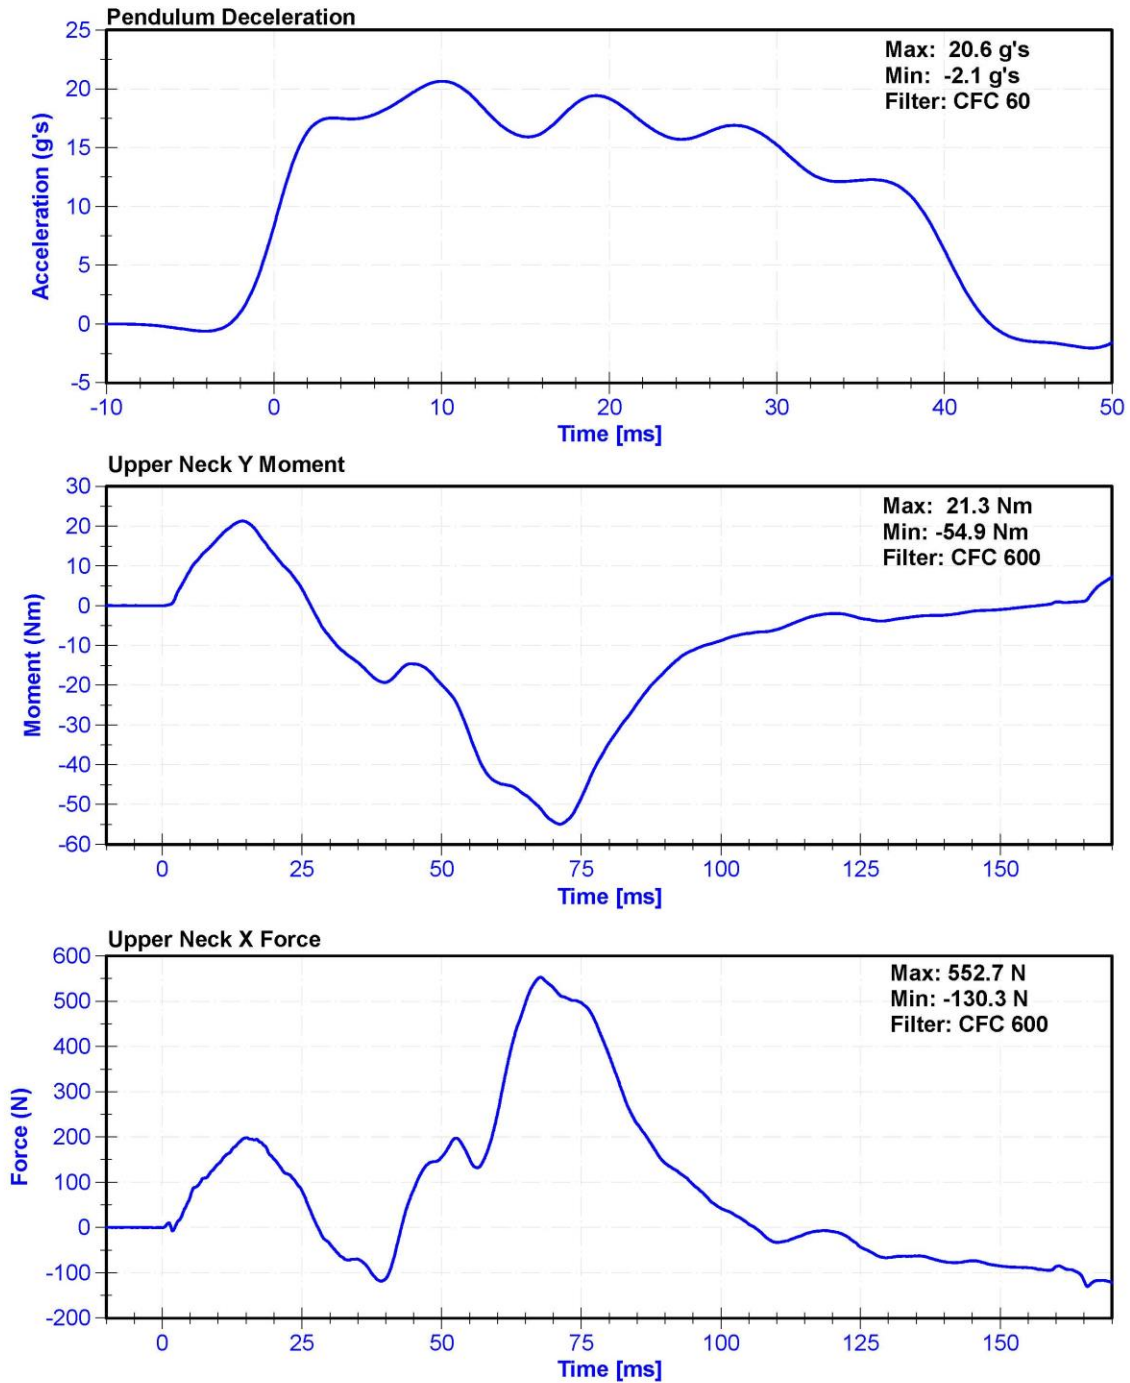 Pendulum Deceleration
Max: 20.6 g's
Min: -2.1 g's
Filter: CFC 60
Acceleration (g's)
25
20
15
10
5
0
-5
-10 0 10 20 30 40 50
Time [ms]
Upper Neck Y Moment
Max: 21.3 Nm
Min: -54.9 Nm
Filter: CFC 600
Moment (Nm)
30
20
10
0
-10
-20
-30
-40
-50
-60
0 25 50 75 100 125 150
Time [ms]
Upper Neck X Force
Max: 552.7 N
Min: -130.3 N
Filter: CFC 600
Force (N)
600
500
400
300
200
100
0
-100
-200
0 25 50 75 100 125 150
Time [ms]